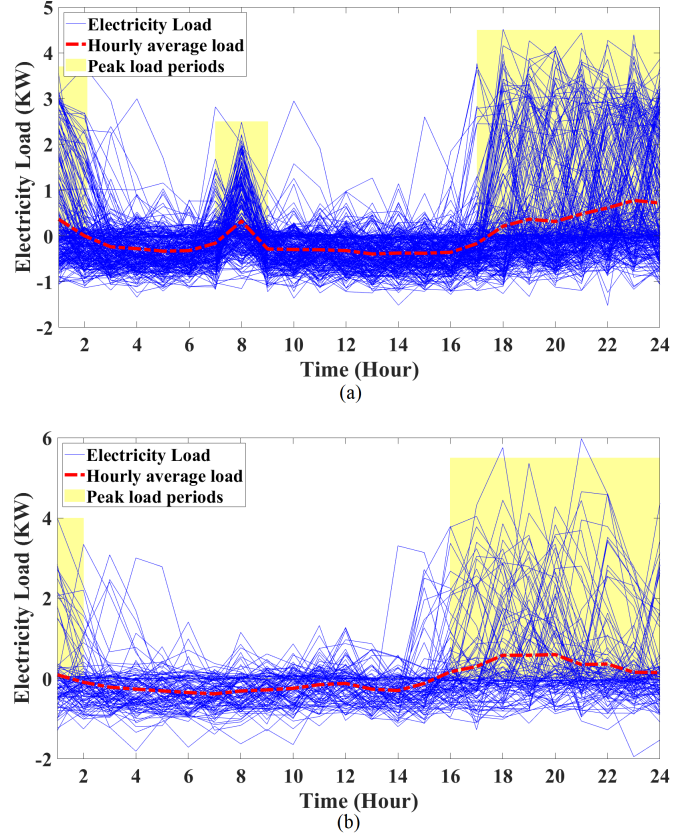 5
4
3
2
1
0
-1
-2
Electricity Load (KW)
Electricity Load
Hourly average load
Peak load periods
2 4 6 8 10 12 14 16 18 20 22 24
Time (Hour)
(a)
6
4
2
0
-2
Electricity Load (KW)
Electricity Load
Hourly average load
Peak load periods
2 4 6 8 10 12 14 16 18 20 22 24
Time (Hour)
(b)